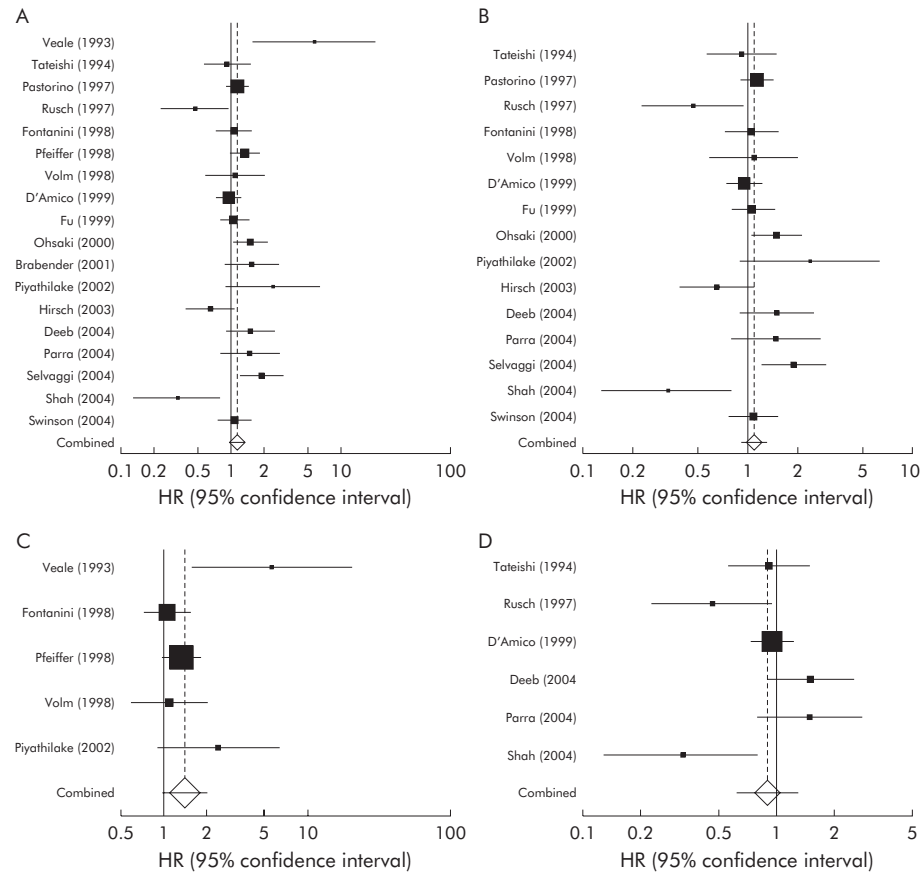 A
Veale (1993)
Tateishi (1994)
Pastorino (1997)
Rusch (1997)
Fontanini (1998)
Pfeiffer (1998)
Volm (1998)
D'Amico (1999)
Fu (1999)
Ohsaki (2000)
Brabender (2001)
Piyathilake (2002)
Hirsch (2003)
Deeb (2004)
Parra (2004)
Selvaggi (2004)
Shah (2004)
Swinson (2004)
Combined
0.1 0.2 0.5 1 2 5 10 100
HR (95% confidence interval)
B
Tateishi (1994)
Pastorino (1997)
Rusch (1997)
Fontanini (1998)
Volm (1998)
D'Amico (1999)
Fu (1999)
Ohsaki (2000)
Piyathilake (2002)
Hirsch (2003)
Deeb (2004)
Parra (2004)
Selvaggi (2004)
Shah (2004)
Swinson (2004)
Combined
0.1 0.2 0.5 1 2 5 10
HR (95% confidence interval)
C
Veale (1993)
Fontanini (1998)
Pfeiffer (1998)
Volm (1998)
Piyathilake (2002)
Combined
0.5 1 2 5 10 100
HR (95% confidence interval)
D
Tateishi (1994)
Rusch (1997)
D'Amico (1999)
Deeb (2004
Parra (2004)
Shah (2004)
Combined
0.1 0.5 1 2 5
HR (95% confidence interval)